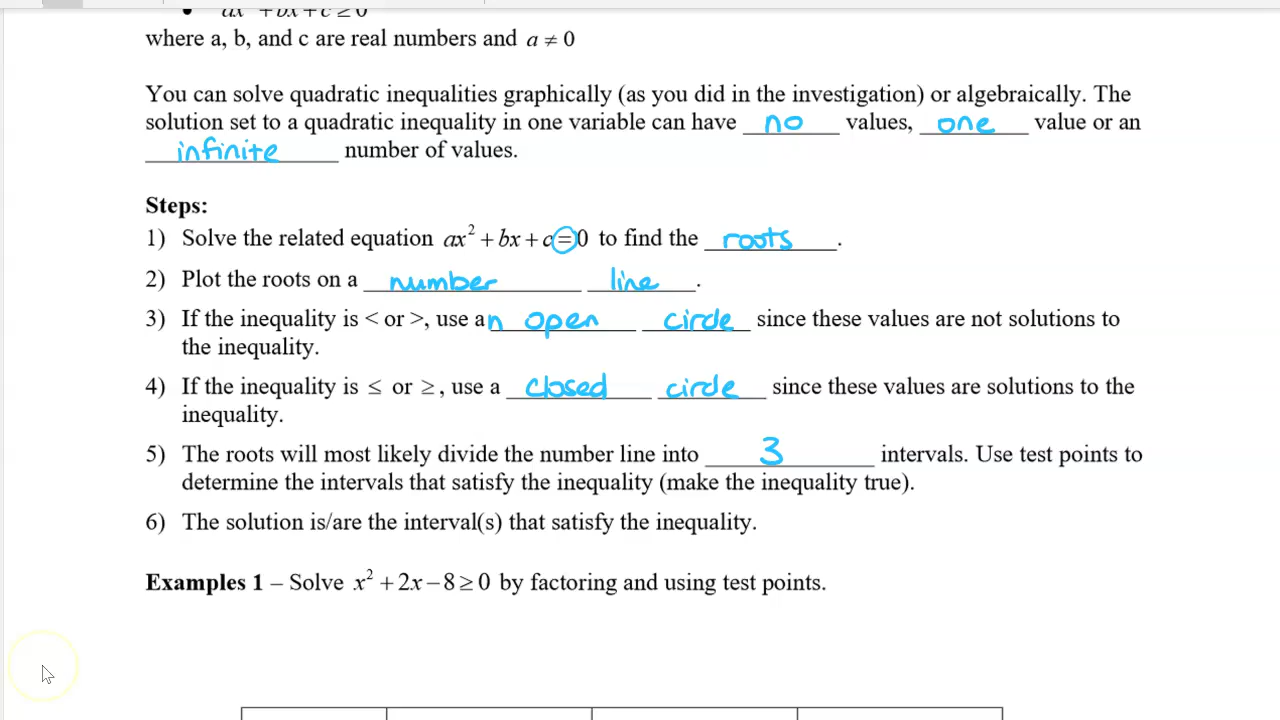 • ax² + bx + c ≥ 0
where a, b, and c are real numbers and a ≠ 0
You can solve quadratic inequalities graphically (as you did in the investigation) or algebraically. The
solution set to a quadratic inequality in one variable can have no values, one value or an
infinite number of values.
Steps:
1) Solve the related equation ax² + bx + c = 0 to find the roots.
2) Plot the roots on a number line.
3) If the inequality is < or >, use an open circle since these values are not solutions to
the inequality.
4) If the inequality is ≤ or ≥, use a closed circle since these values are solutions to the
inequality.
5) The roots will most likely divide the number line into 3 intervals. Use test points to
determine the intervals that satisfy the inequality (make the inequality true).
6) The solution is/are the interval(s) that satisfy the inequality.
Examples 1 – Solve x² + 2x – 8 ≥ 0 by factoring and using test points.